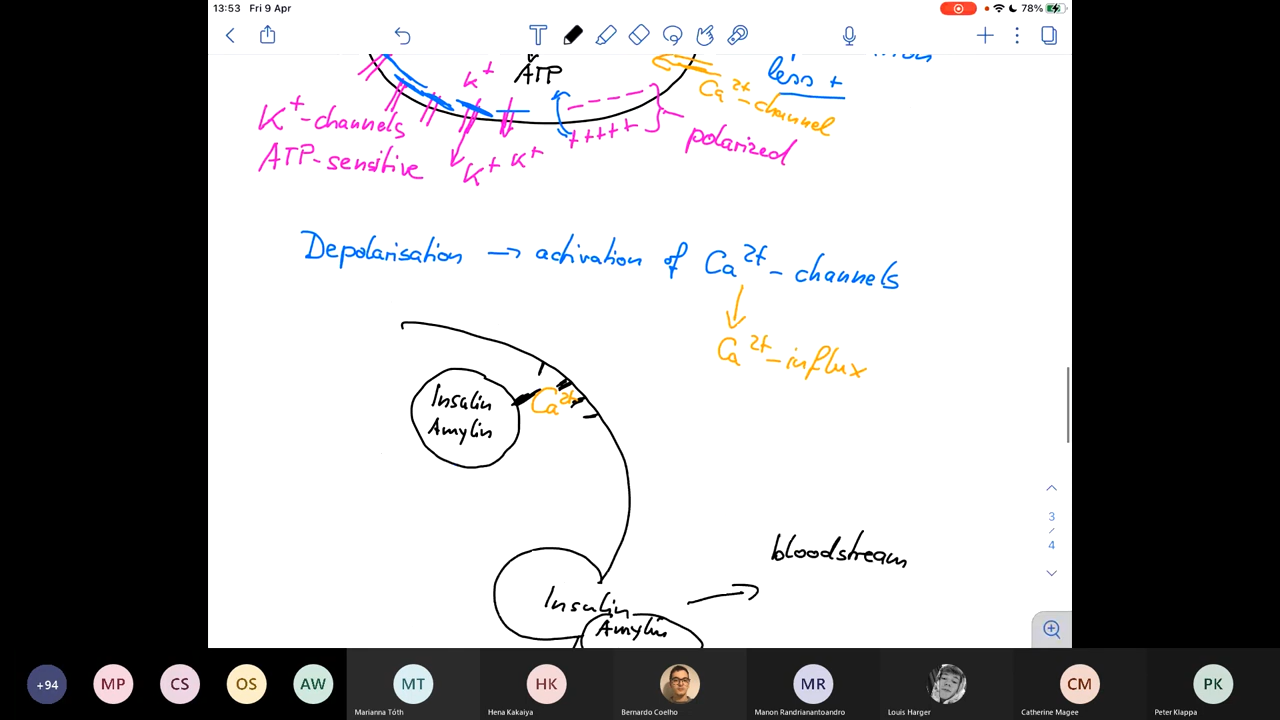 13:53 Fri 9 Apr
78%
T
less +
ATP
K+
Ca2+-channel
K+-channels
+++++
polarized
ATP-sensitive
K+ K+
Depolarisation → activation of Ca2+-channels
Ca2+-influx
Insulin
Amylin
Ca2+
3
/
4
bloodstream
Insulin
Amylin
+94
MP
CS
OS
AW
MT
HK
MR
CM
PK
Marianna Tóth
Hena Kakaiya
Bernardo Coelho
Manon Randrianantoandro
Louis Harger
Catherine Magee
Peter Klappa